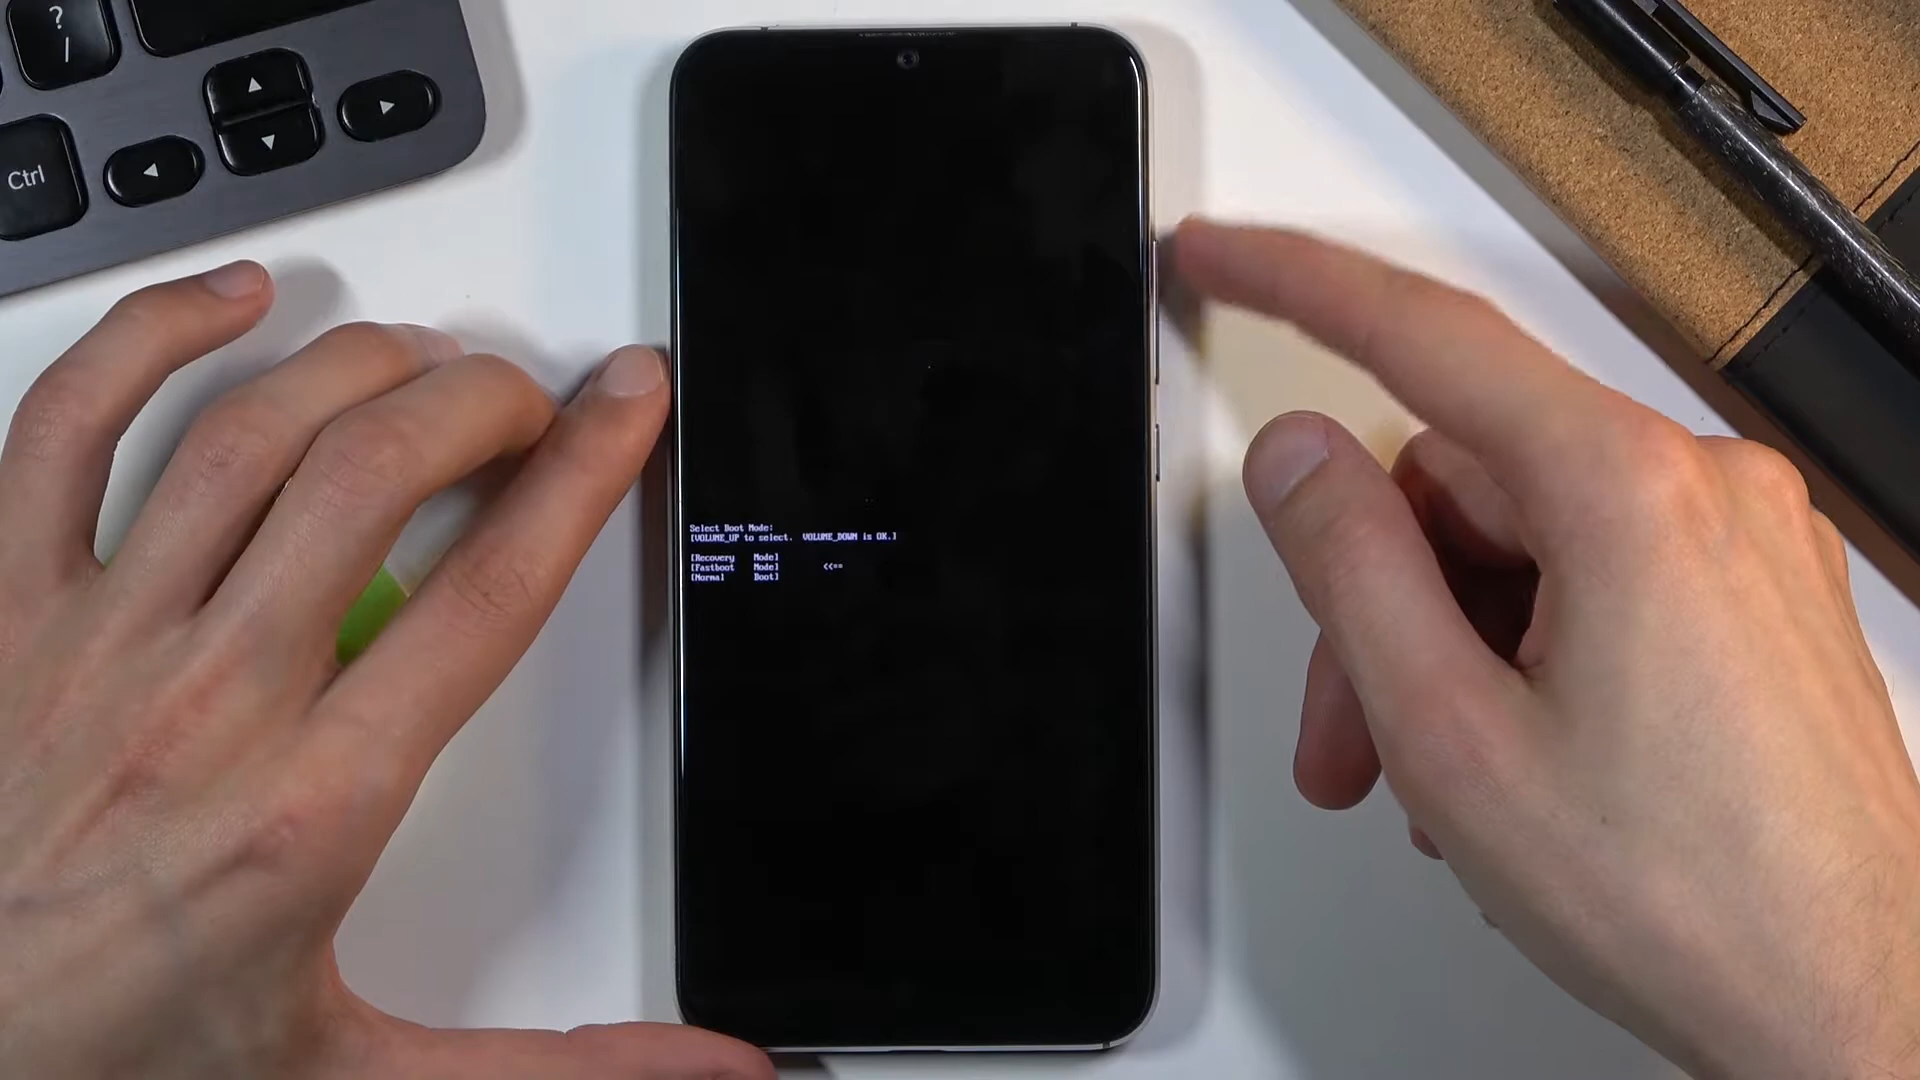 ?
/
Ctrl
Select Boot Mode:
[VOLUME_UP to select. VOLUME_DOWN is OK.]
[Recovery Mode]
[Fastboot Mode] <<==
[Normal Boot]